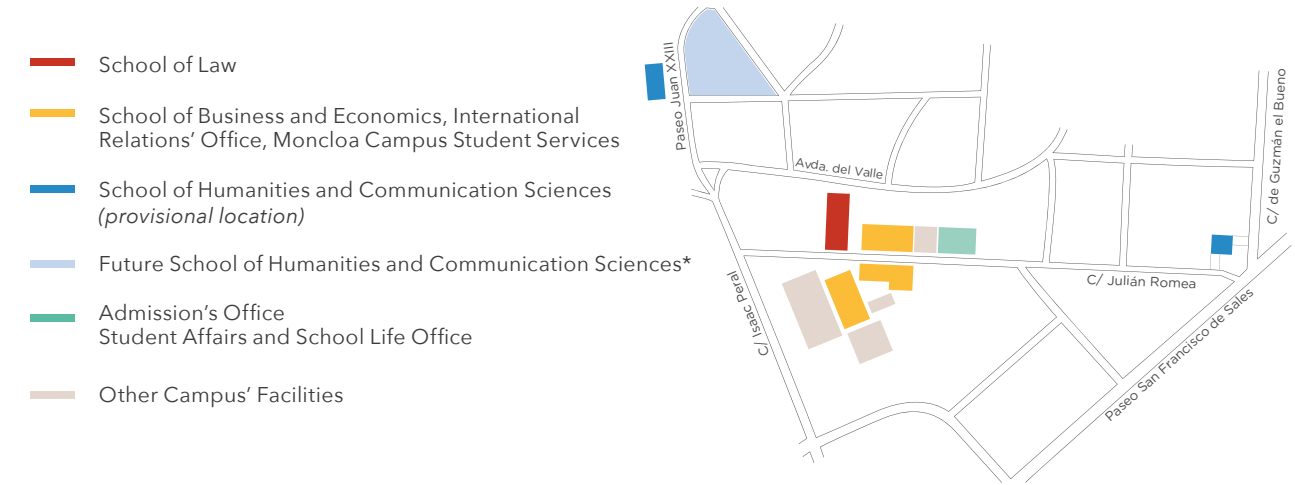 School of Law
School of Business and Economics, International
Relations’ Office, Moncloa Campus Student Services
School of Humanities and Communication Sciences
(provisional location)
Future School of Humanities and Communication Sciences*
Admission’s Office
Student Affairs and School Life Office
Other Campus’ Facilities
Paseo Juan XXIII
Avda. del Valle
C/ de Guzmán el Bueno
C/ Isaac Peral
C/ Julián Romea
Paseo San Francisco de Sales